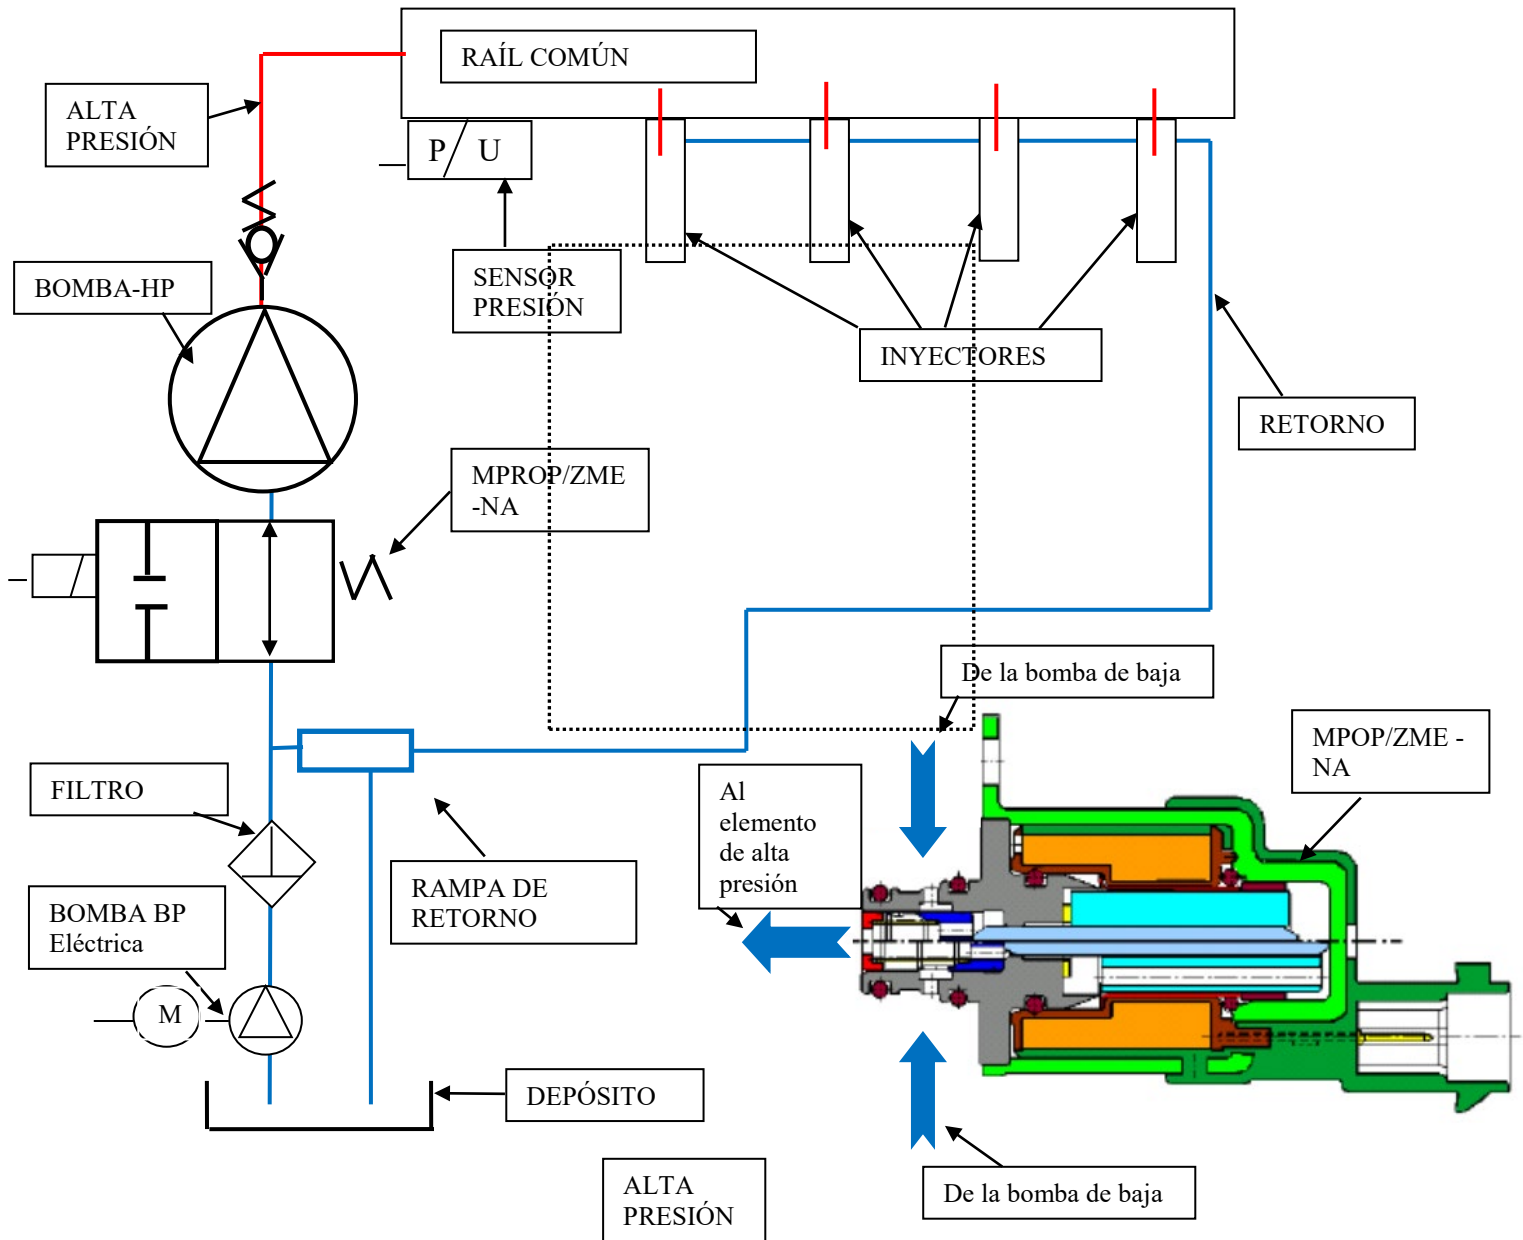 RAÍL COMÚN
ALTA
PRESIÓN
P/ U
BOMBA-HP
SENSOR
PRESIÓN
INYECTORES
RETORNO
MPROP/ZME
-NA
De la bomba de baja
MPOP/ZME -
NA
FILTRO
Al
elemento
de alta
presión
RAMPA DE
RETORNO
BOMBA BP
Eléctrica
M
DEPÓSITO
ALTA
PRESIÓN
De la bomba de baja